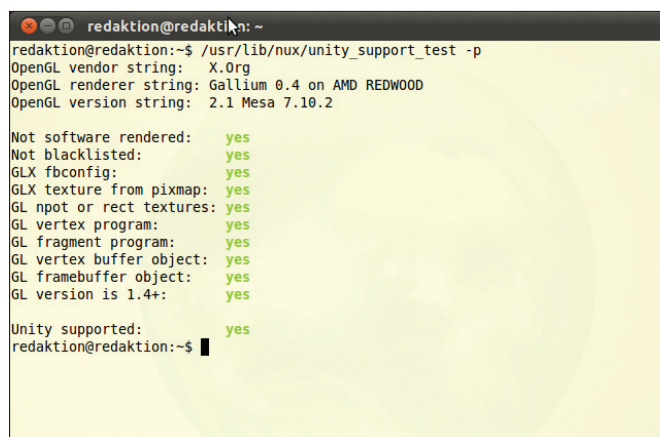 redaktion@redaktion: ~
redaktion@redaktion:~$ /usr/lib/nux/unity_support_test -p
OpenGL vendor string:   X.Org
OpenGL renderer string: Gallium 0.4 on AMD REDWOOD
OpenGL version string:  2.1 Mesa 7.10.2
Not software rendered:    yes
Not blacklisted:          yes
GLX fbconfig:             yes
GLX texture from pixmap:  yes
GL npot or rect textures: yes
GL vertex program:        yes
GL fragment program:      yes
GL vertex buffer object:  yes
GL framebuffer object:    yes
GL version is 1.4+:       yes
Unity supported:          yes
redaktion@redaktion:~$